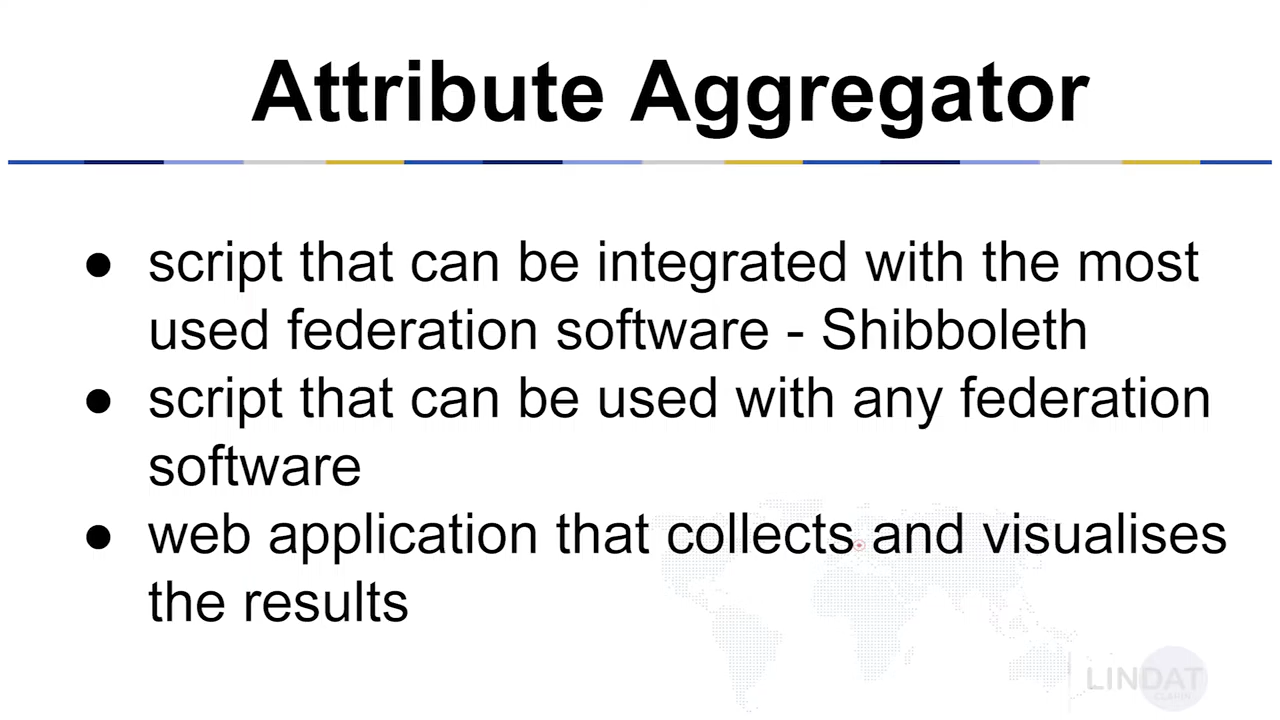 Attribute Aggregator
● script that can be integrated with the most
used federation software - Shibboleth
● script that can be used with any federation
software
● web application that collects and visualises
the results
LINDAT
CLARIN